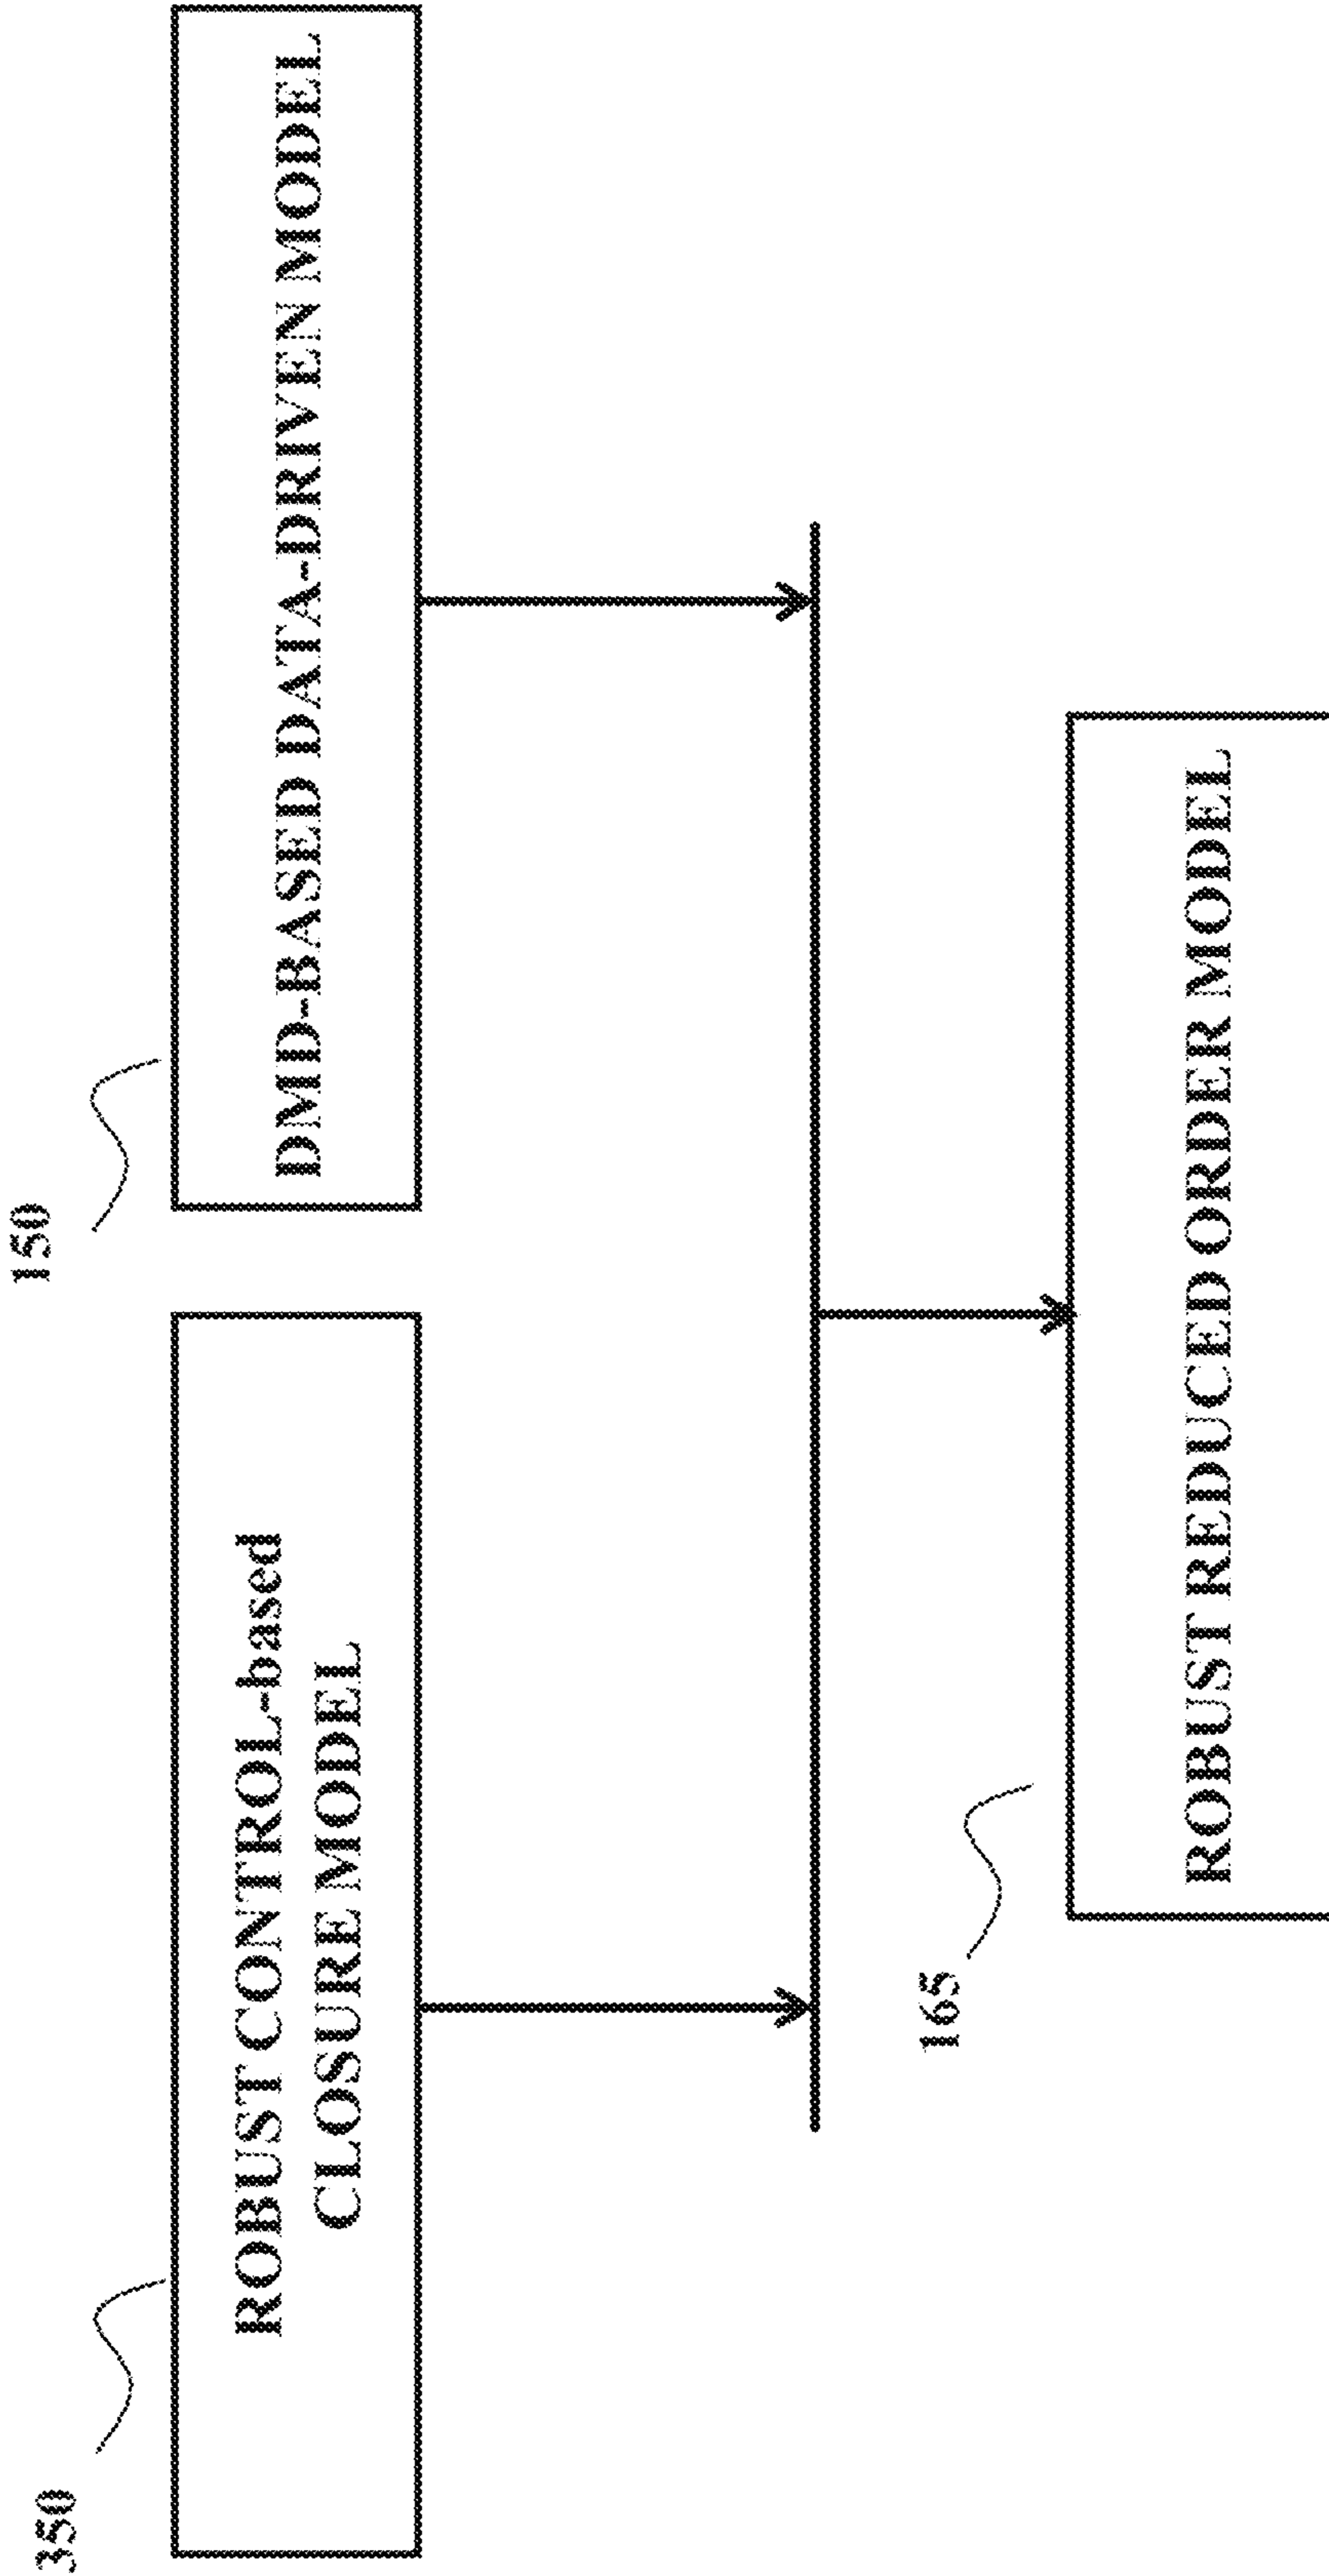 350
ROBUST CONTROL-based
CLOSURE MODEL
150
DMD-BASED DATA-DRIVEN MODEL
165
ROBUST REDUCED ORDER MODEL